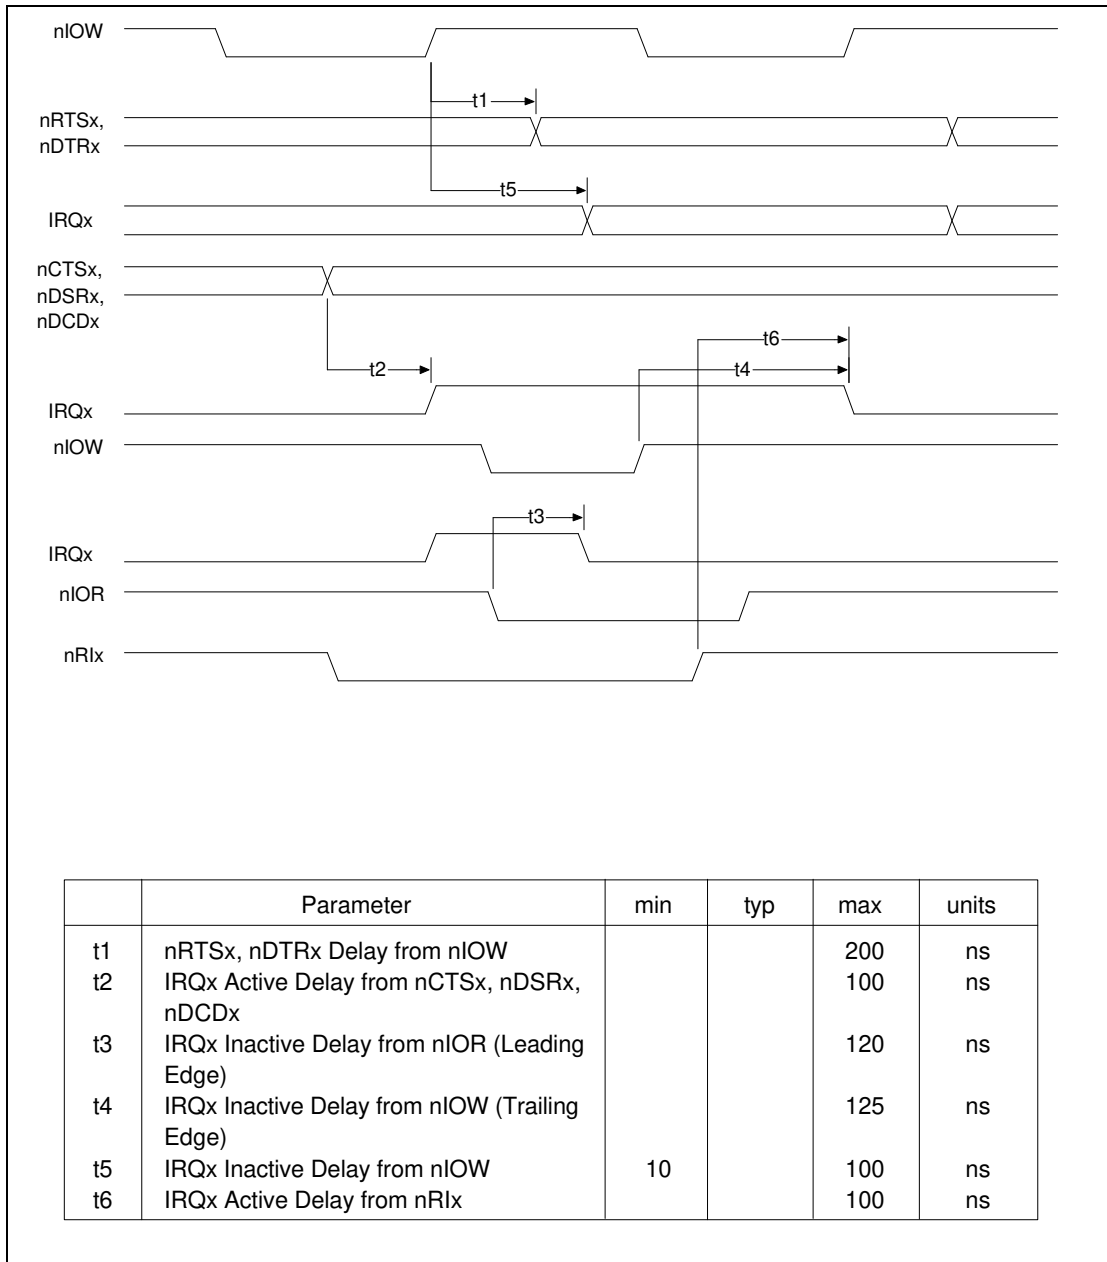 nIOW
t1
nRTSx,
nDTRx
t5
IRQx
nCTSx,
nDSRx,
nDCDx
t6
t2
t4
IRQx
nIOW
t3
IRQx
nIOR
nRIx
Parameter min typ max units
t1 nRTSx, nDTRx Delay from nIOW 200 ns
t2 IRQx Active Delay from nCTSx, nDSRx, 100 ns
nDCDx
t3 IRQx Inactive Delay from nIOR (Leading 120 ns
Edge)
t4 IRQx Inactive Delay from nIOW (Trailing 125 ns
Edge)
t5 IRQx Inactive Delay from nIOW 10 100 ns
t6 IRQx Active Delay from nRIx 100 ns